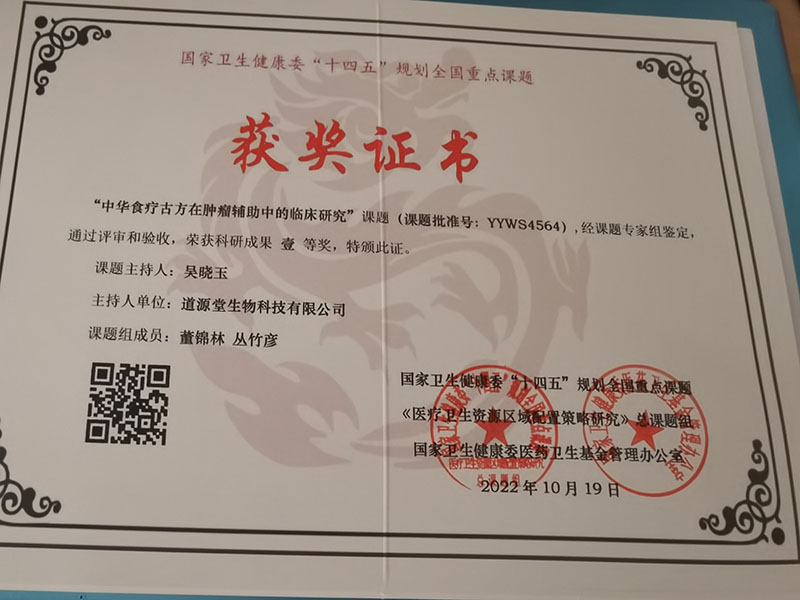 国家卫生健康委“十四五”规划全国重点课题
获奖证书
“中华食疗古方在肿瘤辅助中的临床研究”课题（课题批准号：YYWS4564），经课题专家组鉴定，
通过评审和验收，荣获科研成果 壹 等奖，特颁此证。
课题主持人：吴晓玉
主持人单位：道源堂生物科技有限公司
课题组成员：董锦林 丛竹彦
国家卫生健康委“十四五”规划全国重点课题
《医疗卫生资源区域配置策略研究》总课题组
国家卫生健康委医药卫生基金管理办公室
2022年10月19日
总课题组